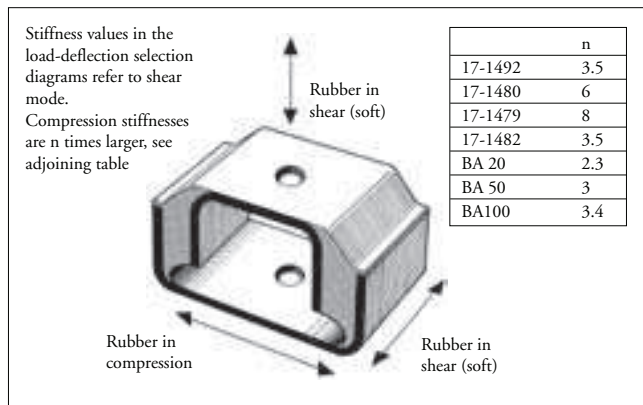 Stiffness values in the
load-deflection selection
diagrams refer to shear
mode.
Compression stiffnesses
are n times larger, see
adjoining table
Rubber in
shear (soft)
n
17-1492 3.5
17-1480 6
17-1479 8
17-1482 3.5
BA 20 2.3
BA 50 3
BA100 3.4
Rubber in
compression
Rubber in
shear (soft)